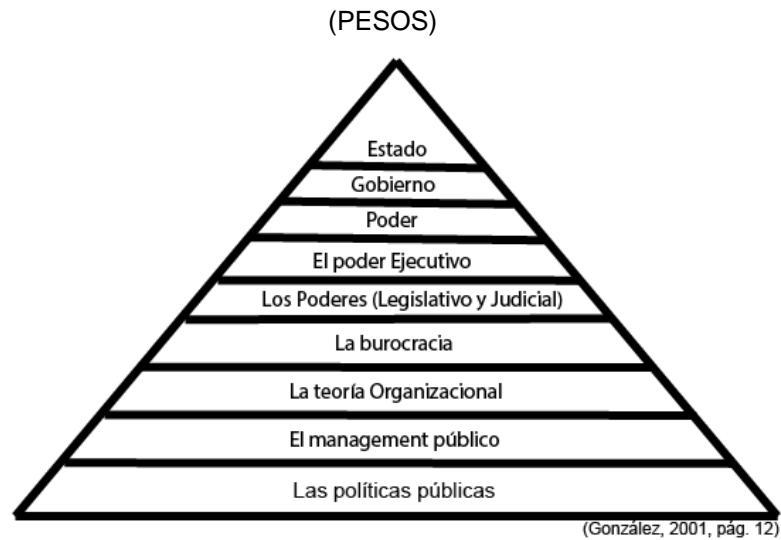 (PESOS)
Estado
Gobierno
Poder
El poder Ejecutivo
Los Poderes (Legislativo y Judicial)
La burocracia
La teoría Organizacional
El management público
Las políticas públicas
(González, 2001, pág. 12)